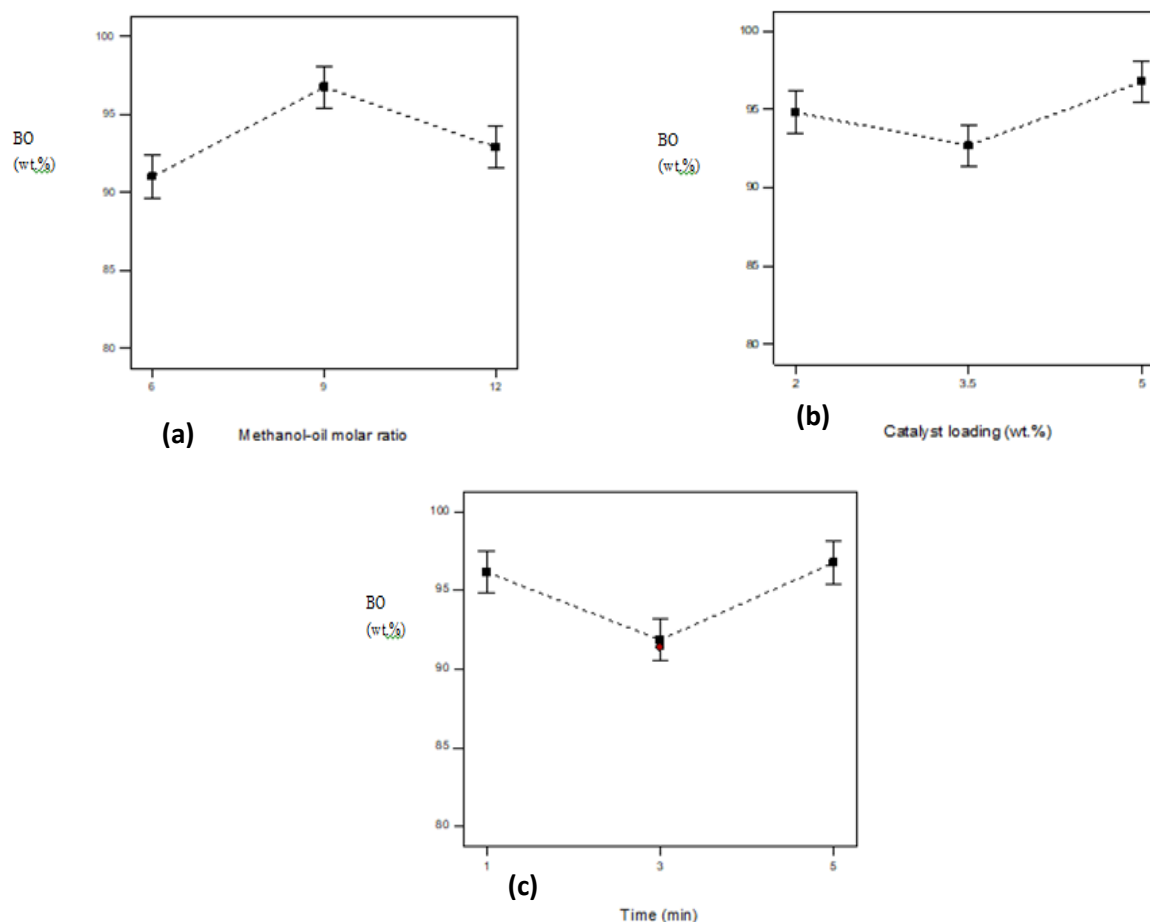 100
95
BO
(wt,%)
90
85
80
6
9
12
(a)
Methanol-oil molar ratio
100
95
BO
(wt,%)
90
85
80
2
3.5
5
(b)
Catalyst loading (wt.%)
100
95
BO
(wt,%)
90
85
80
1
3
5
(c)
Time (min)